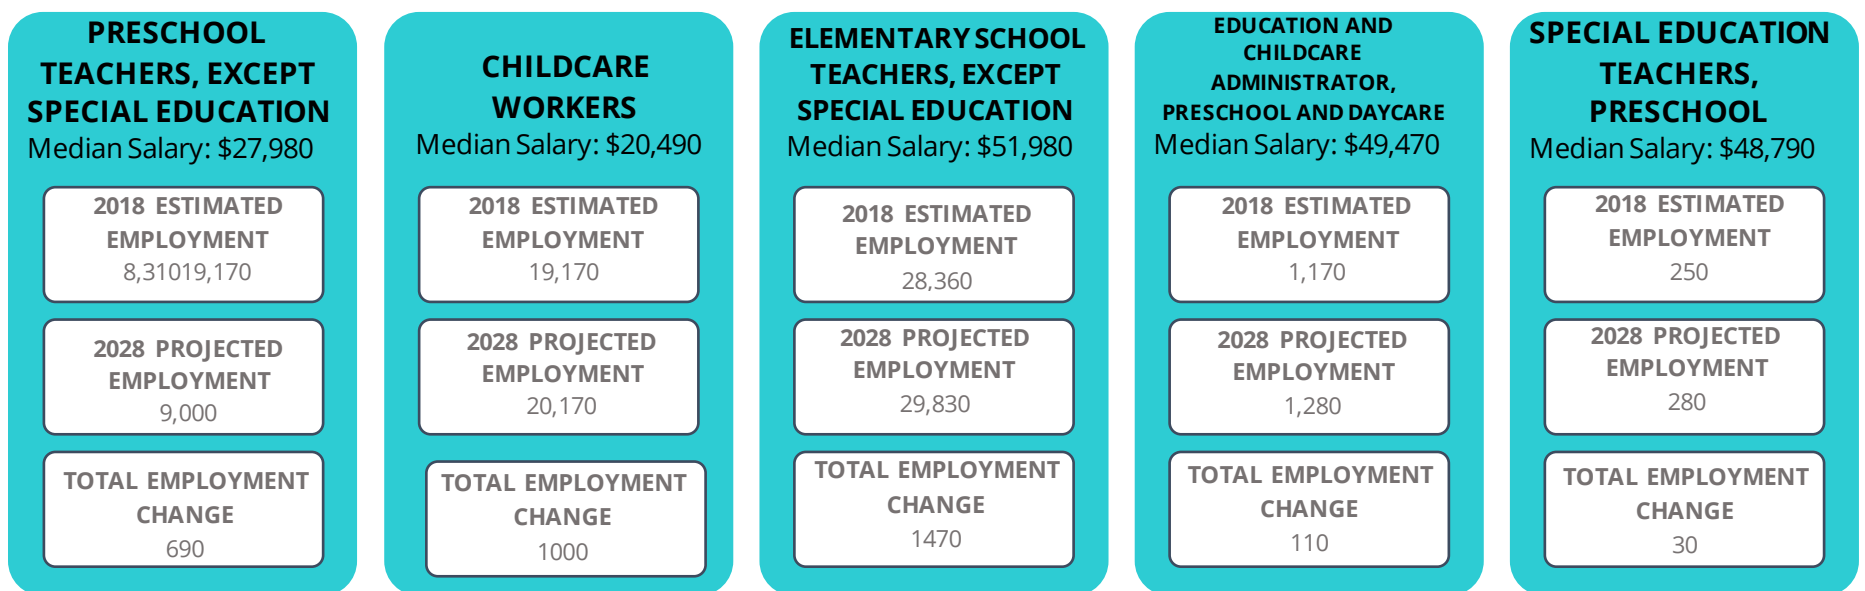 PRESCHOOL
TEACHERS, EXCEPT
SPECIAL EDUCATION
Median Salary: $27,980
2018 ESTIMATED
EMPLOYMENT
8,31019,170
2028 PROJECTED
EMPLOYMENT
9,000
TOTAL EMPLOYMENT
CHANGE
690
CHILDCARE
WORKERS
Median Salary: $20,490
2018 ESTIMATED
EMPLOYMENT
19,170
2028 PROJECTED
EMPLOYMENT
20,170
TOTAL EMPLOYMENT
CHANGE
1000
ELEMENTARY SCHOOL
TEACHERS, EXCEPT
SPECIAL EDUCATION
Median Salary: $51,980
2018 ESTIMATED
EMPLOYMENT
28,360
2028 PROJECTED
EMPLOYMENT
29,830
TOTAL EMPLOYMENT
CHANGE
1470
EDUCATION AND
CHILDCARE
ADMINISTRATOR,
PRESCHOOL AND DAYCARE
Median Salary: $49,470
2018 ESTIMATED
EMPLOYMENT
1,170
2028 PROJECTED
EMPLOYMENT
1,280
TOTAL EMPLOYMENT
CHANGE
110
SPECIAL EDUCATION
TEACHERS,
PRESCHOOL
Median Salary: $48,790
2018 ESTIMATED
EMPLOYMENT
250
2028 PROJECTED
EMPLOYMENT
280
TOTAL EMPLOYMENT
CHANGE
30